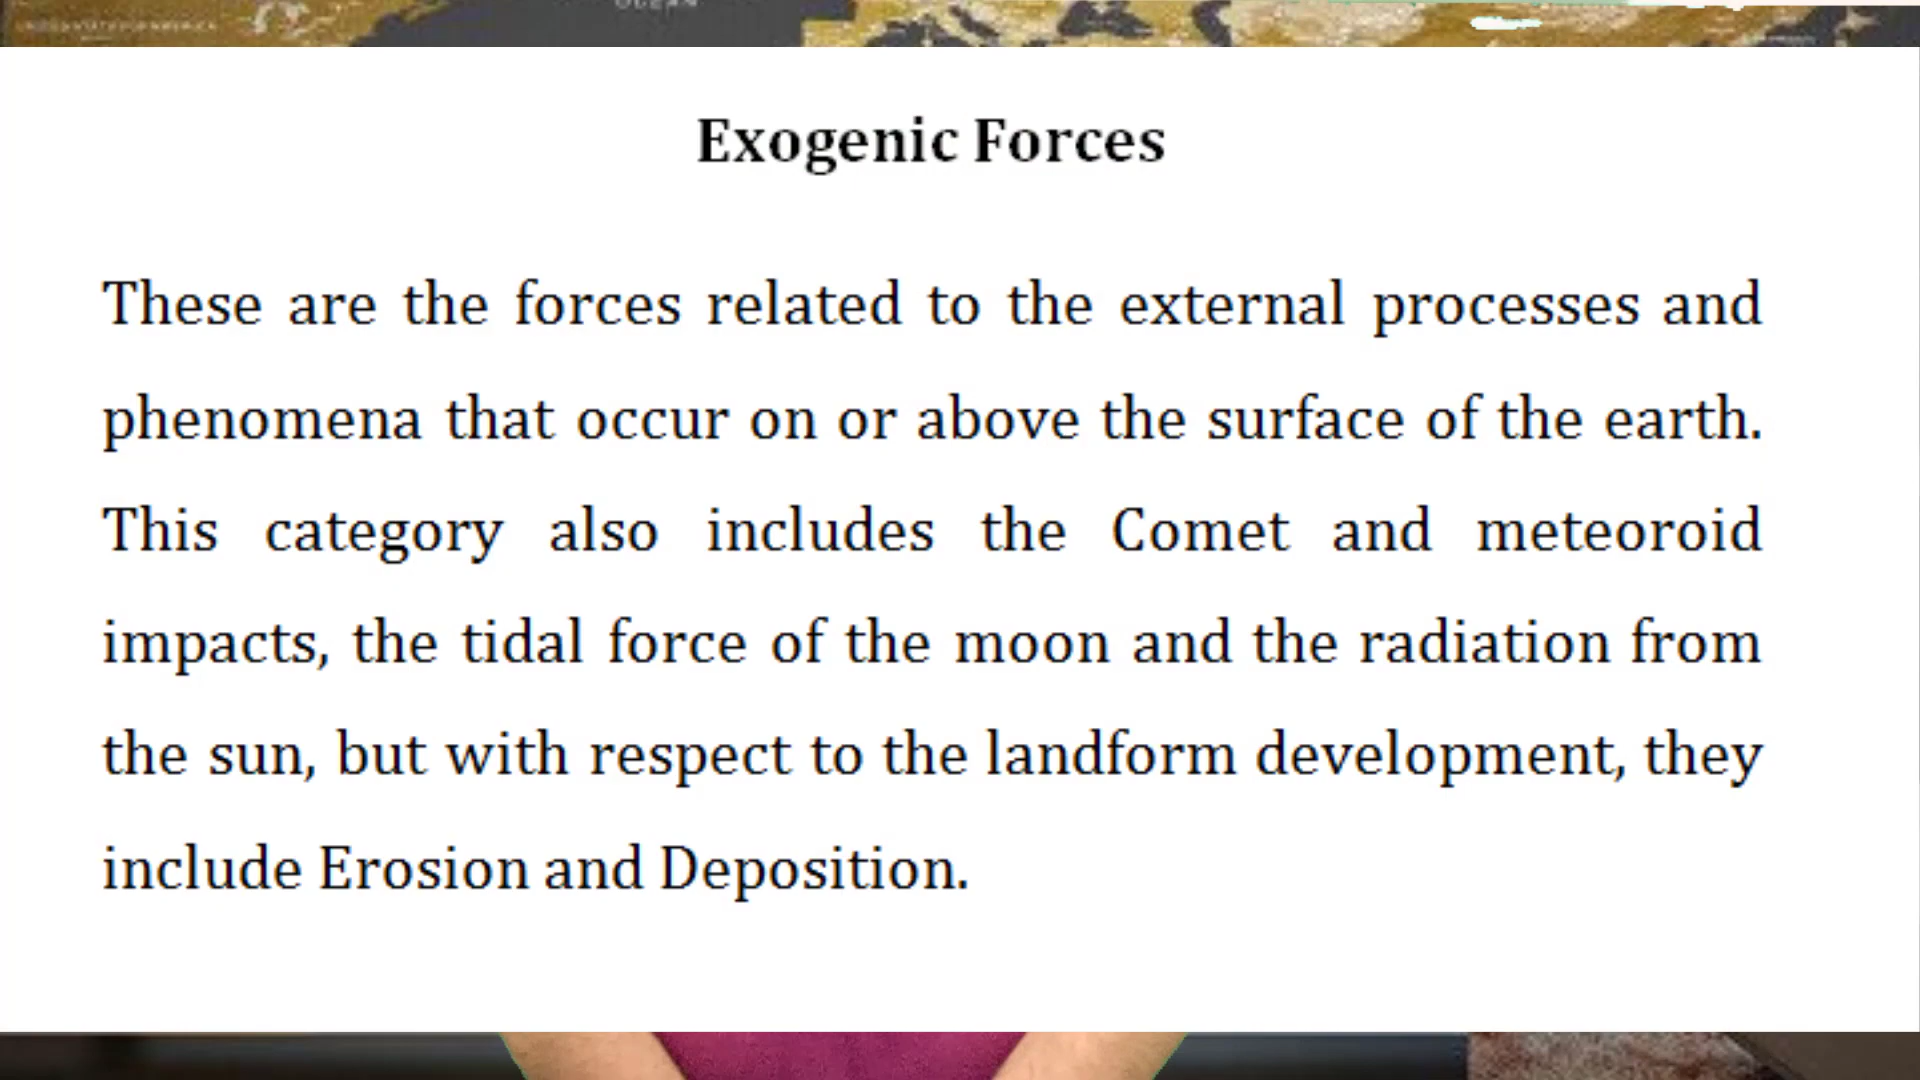 OCEAN
Exogenic Forces
These are the forces related to the external processes and
phenomena that occur on or above the surface of the earth.
This category also includes the Comet and meteoroid
impacts, the tidal force of the moon and the radiation from
the sun, but with respect to the landform development, they
include Erosion and Deposition.